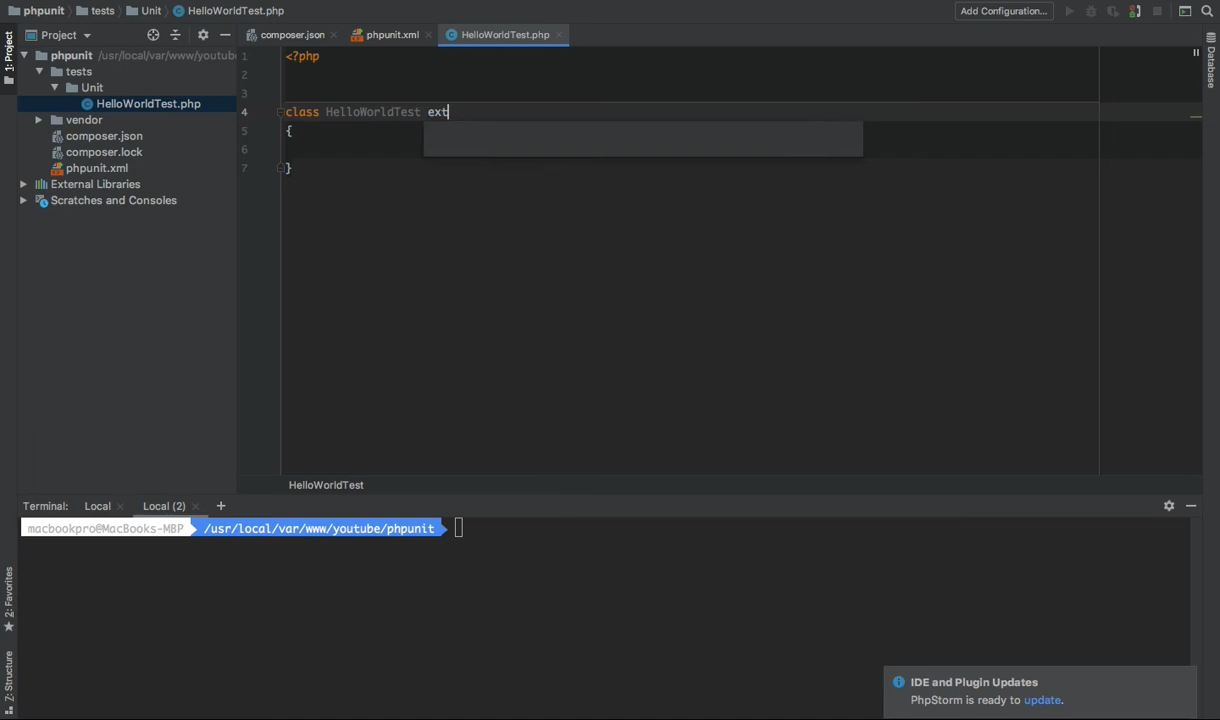 phpunit tests Unit HelloWorldTest.php Add Configuration...
1: Project
Project
composer.json phpunit.xml HelloWorldTest.php
Database
phpunit /usr/local/var/www/youtube
tests
Unit
HelloWorldTest.php
vendor
composer.json
composer.lock
phpunit.xml
External Libraries
Scratches and Consoles
1 <?php
2
3
4 class HelloWorldTest ext
5 {
6
7 }
HelloWorldTest
Terminal: Local Local (2) +
macbookpro@MacBooks-MBP /usr/local/var/www/youtube/phpunit
2: Favorites
Z: Structure
IDE and Plugin Updates
PhpStorm is ready to update.